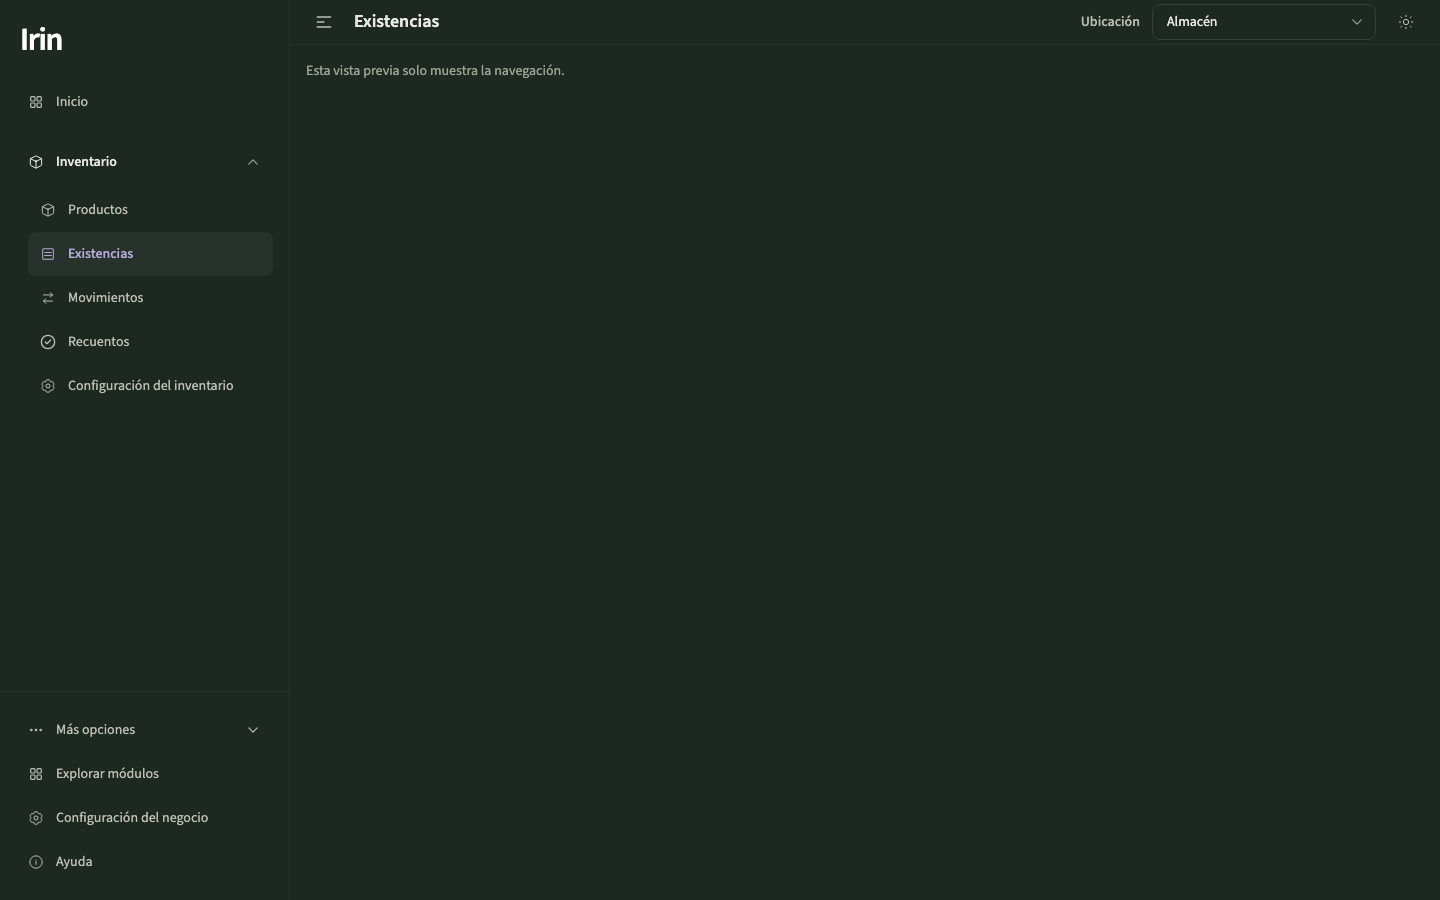 Irin
Inicio
Inventario
Productos
Existencias
Movimientos
Recuentos
Configuración del inventario
Más opciones
Explorar módulos
Configuración del negocio
Ayuda
Existencias
Ubicación
Almacén
Esta vista previa solo muestra la navegación.